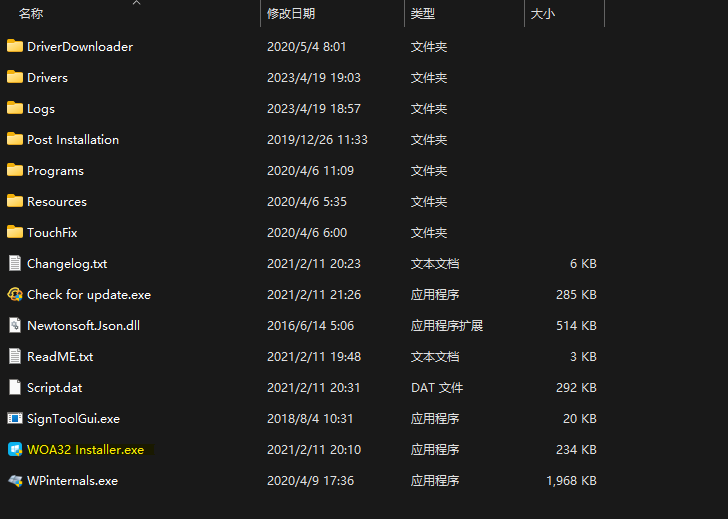 名称 修改日期 类型 大小
DriverDownloader 2020/5/4 8:01 文件夹
Drivers 2023/4/19 19:03 文件夹
Logs 2023/4/19 18:57 文件夹
Post Installation 2019/12/26 11:33 文件夹
Programs 2020/4/6 11:09 文件夹
Resources 2020/4/6 5:35 文件夹
TouchFix 2020/4/6 6:00 文件夹
Changelog.txt 2021/2/11 20:23 文本文档 6 KB
Check for update.exe 2021/2/11 21:26 应用程序 285 KB
Newtonsoft.Json.dll 2016/6/14 5:06 应用程序扩展 514 KB
ReadME.txt 2021/2/11 19:48 文本文档 3 KB
Script.dat 2021/2/11 20:31 DAT 文件 292 KB
SignToolGui.exe 2018/8/4 10:31 应用程序 20 KB
WOA32 Installer.exe 2021/2/11 20:10 应用程序 234 KB
WPinternals.exe 2020/4/9 17:36 应用程序 1,968 KB